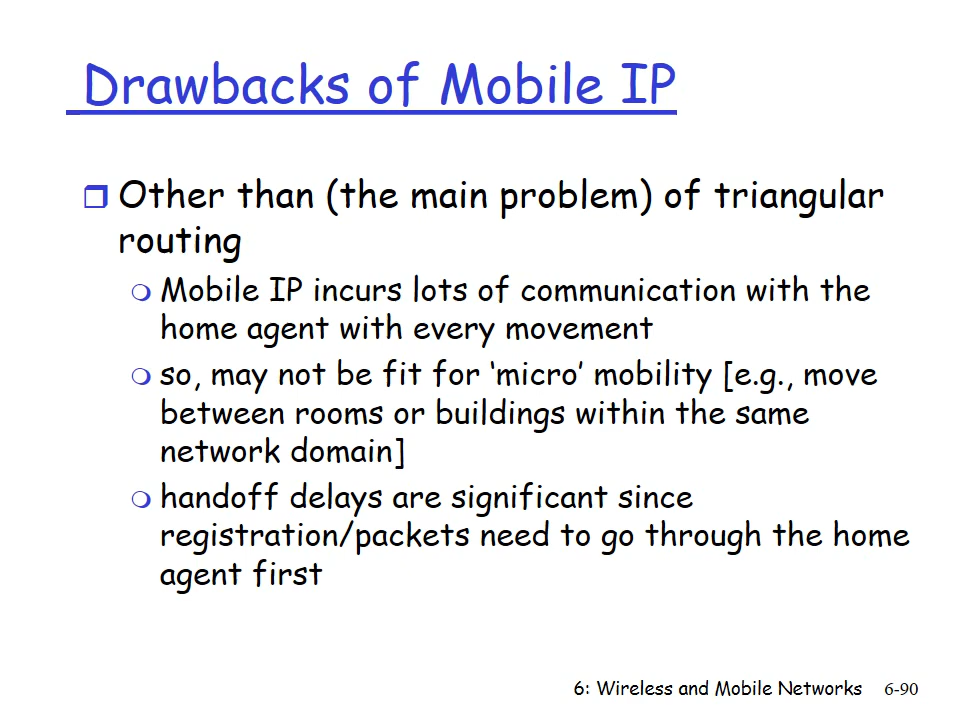 Drawbacks of Mobile IP
Other than (the main problem) of triangular
routing
Mobile IP incurs lots of communication with the
home agent with every movement
so, may not be fit for ‘micro’ mobility [e.g., move
between rooms or buildings within the same
network domain]
handoff delays are significant since
registration/packets need to go through the home
agent first
6: Wireless and Mobile Networks 6-90